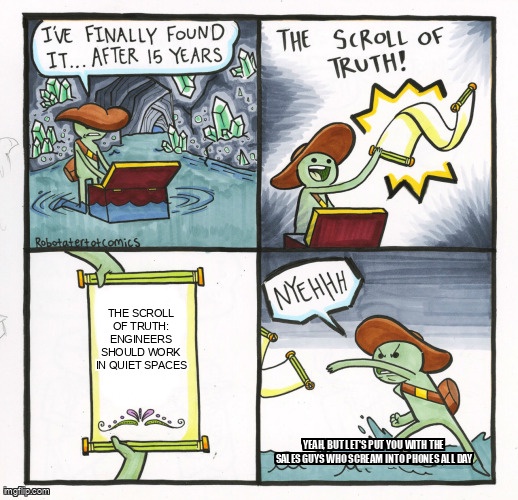 I'VE FINALLY FOUND
IT... AFTER 15 YEARS
Robotatertotcomics
THE SCROLL OF
TRUTH!
THE SCROLL
OF TRUTH:
ENGINEERS
SHOULD WORK
IN QUIET SPACES
NYEHHH
YEAH, BUT LET'S PUT YOU WITH THE
SALES GUYS WHO SCREAM INTO PHONES ALL DAY
imgflip.com